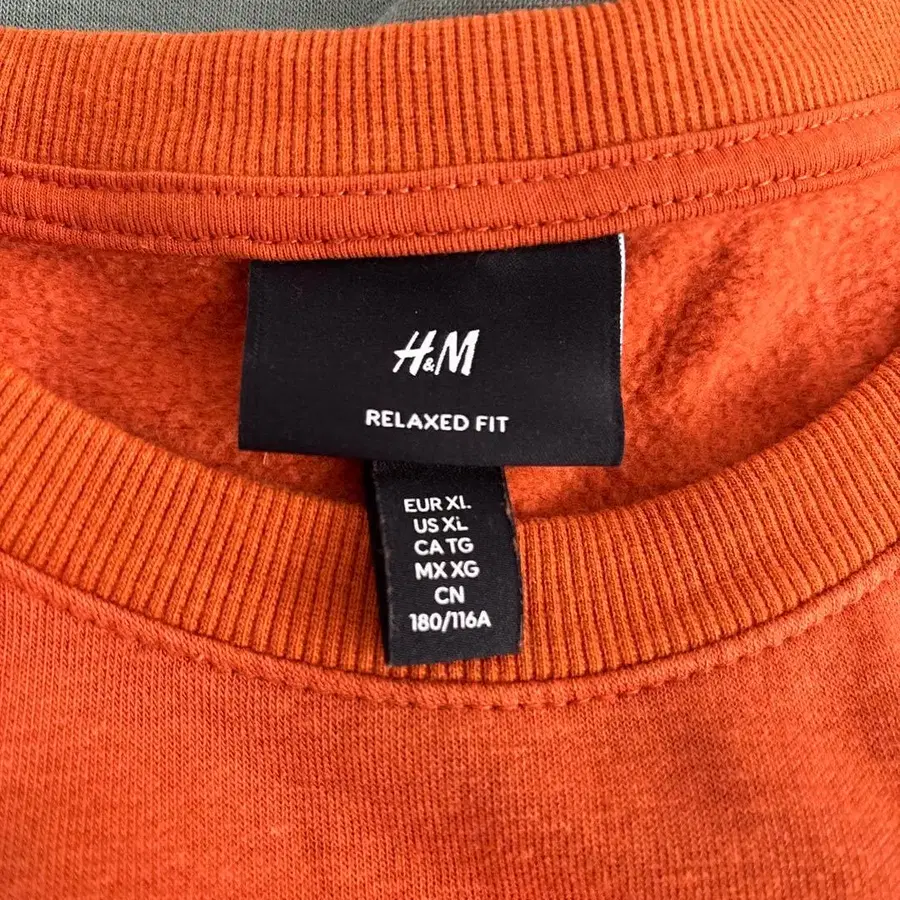 H&M
RELAXED FIT
EUR XL
US XL
CA TG
MX XG
CN
180/116A